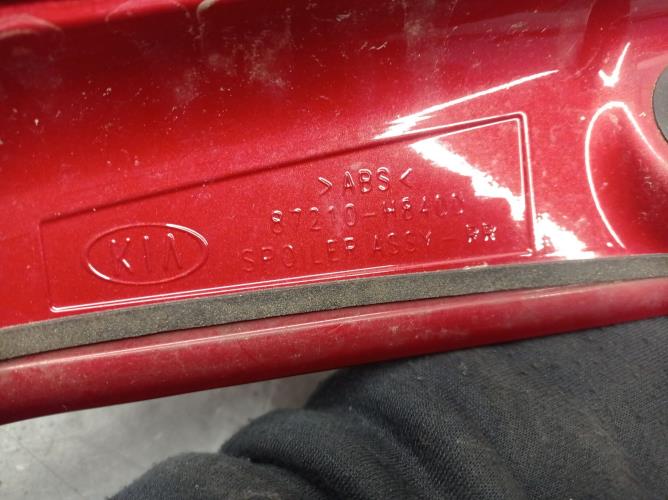 >ABS<
87210-H8400
KIA
SPOILER ASSY-RR